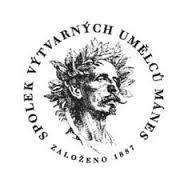 SPOLEK VÝTVARNÝCH UMĚLCŮ MÁNES
ZALOŽENO 1887